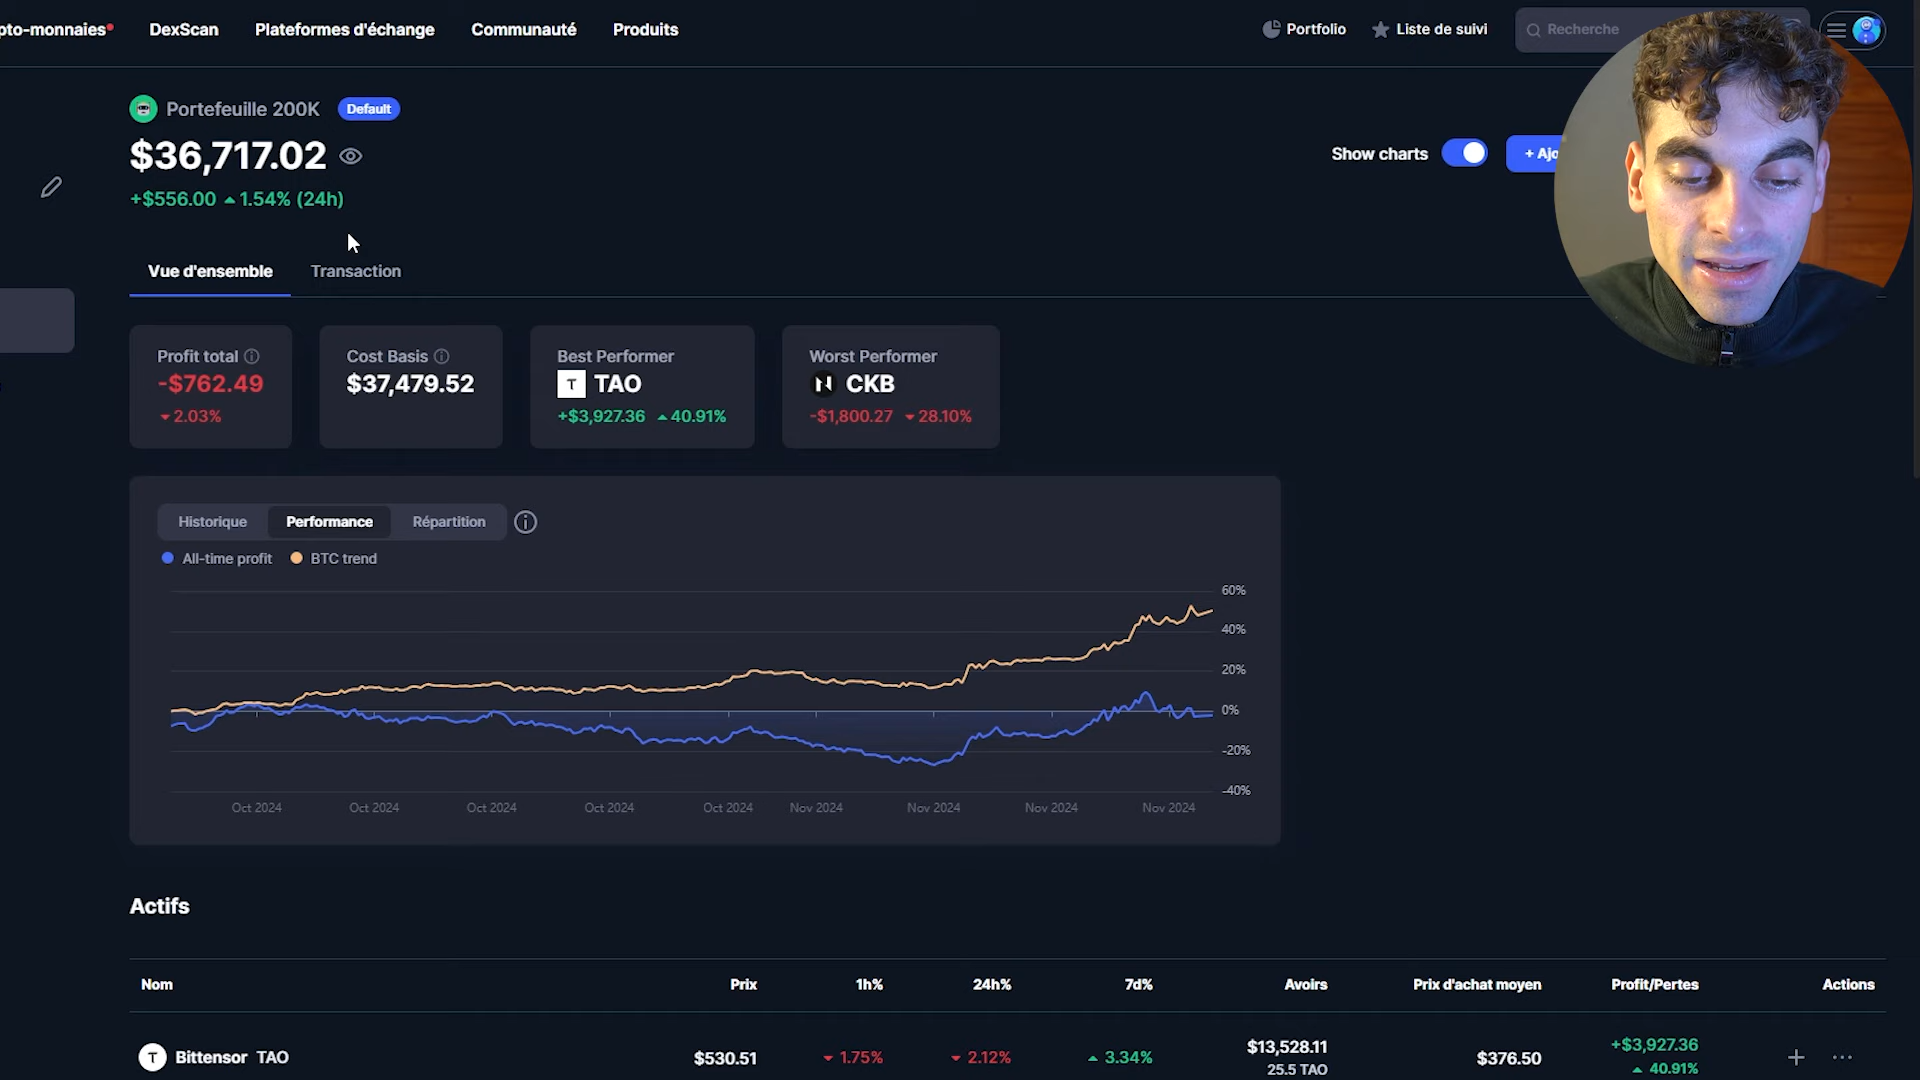 pto-monnaies DexScan Plateformes d'échange Communauté Produits Portfolio Liste de suivi Recherche
Portefeuille 200K Default
$36,717.02
+$556.00 1.54% (24h)
Show charts + Ajo
Vue d'ensemble Transaction
Profit total
-$762.49
2.03%
Cost Basis
$37,479.52
Best Performer
T TAO
+$3,927.36 40.91%
Worst Performer
CKB
-$1,800.27 28.10%
Historique Performance Répartition
All-time profit BTC trend
60%
40%
20%
0%
-20%
-40%
Oct 2024 Oct 2024 Oct 2024 Oct 2024 Oct 2024 Nov 2024 Nov 2024 Nov 2024 Nov 2024
Actifs
Nom Prix 1h% 24h% 7d% Avoirs Prix d'achat moyen Profit/Pertes Actions
T Bittensor TAO $530.51 1.75% 2.12% 3.34% $13,528.11 $376.50 +$3,927.36
25.5 TAO 40.91%